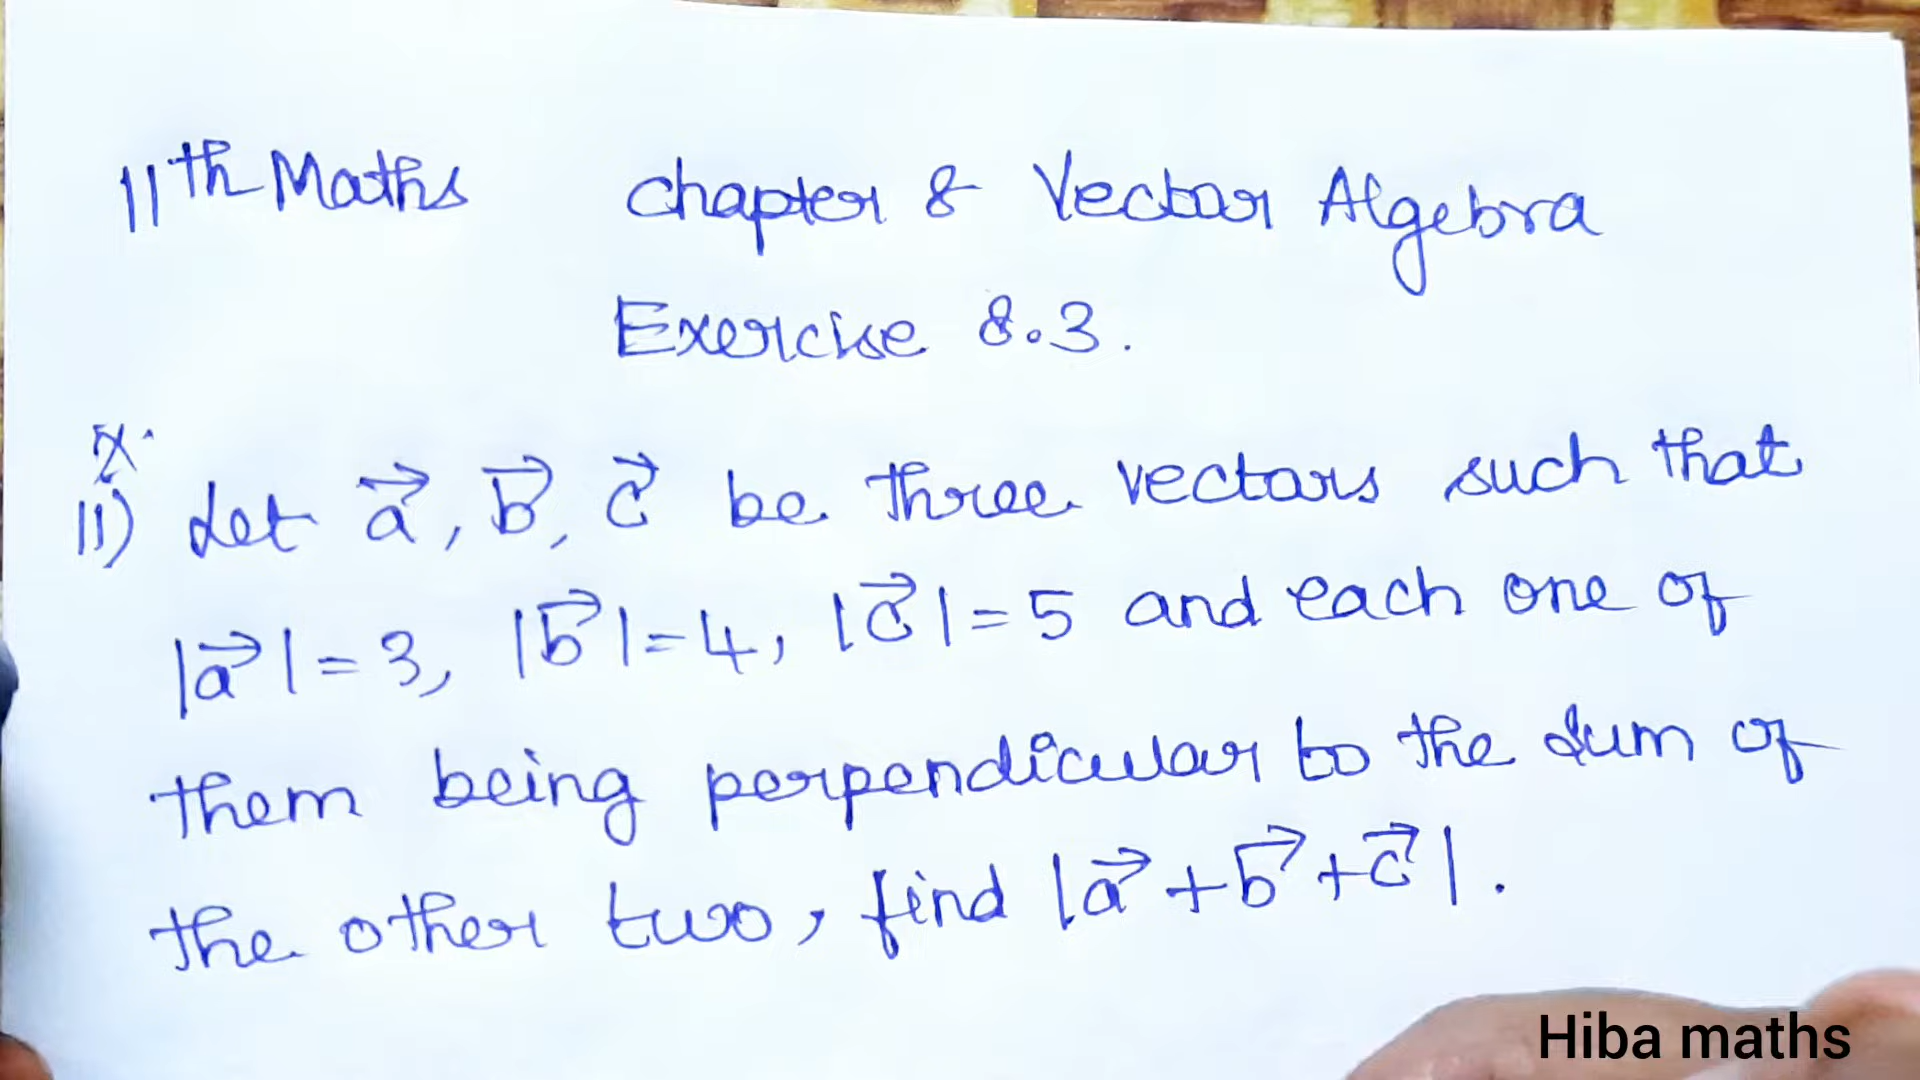 11th Maths chapter 8 Vector Algebra
Exercise 8.3.
11) Let a⃗, b⃗, c⃗ be three vectors such that
|a⃗| = 3, |b⃗| = 4, |c⃗| = 5 and each one of
them being perpendicular to the sum of
the other two, find |a⃗ + b⃗ + c⃗|.
Hiba maths